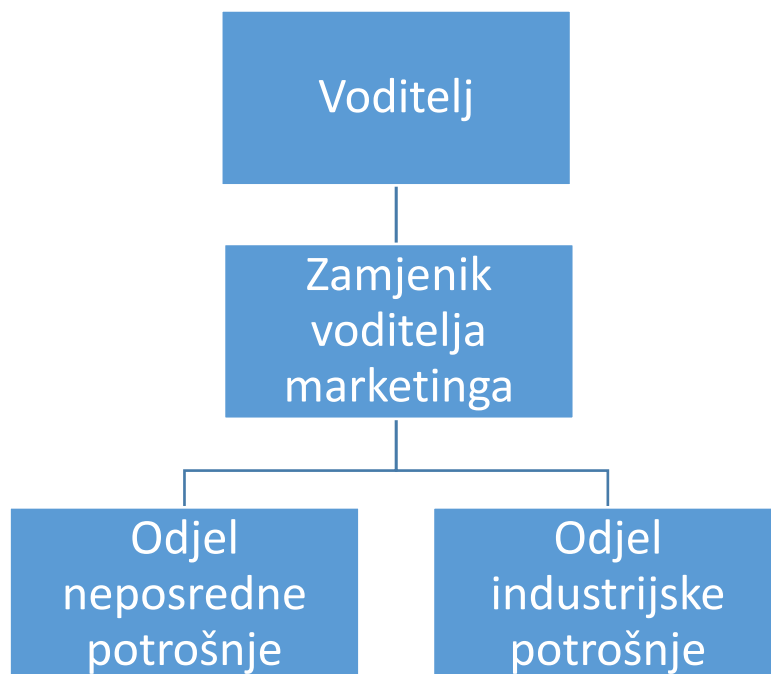 Voditelj
Zamjenik
voditelja
marketinga
Odjel
neposredne
potrošnje
Odjel
industrijske
potrošnje